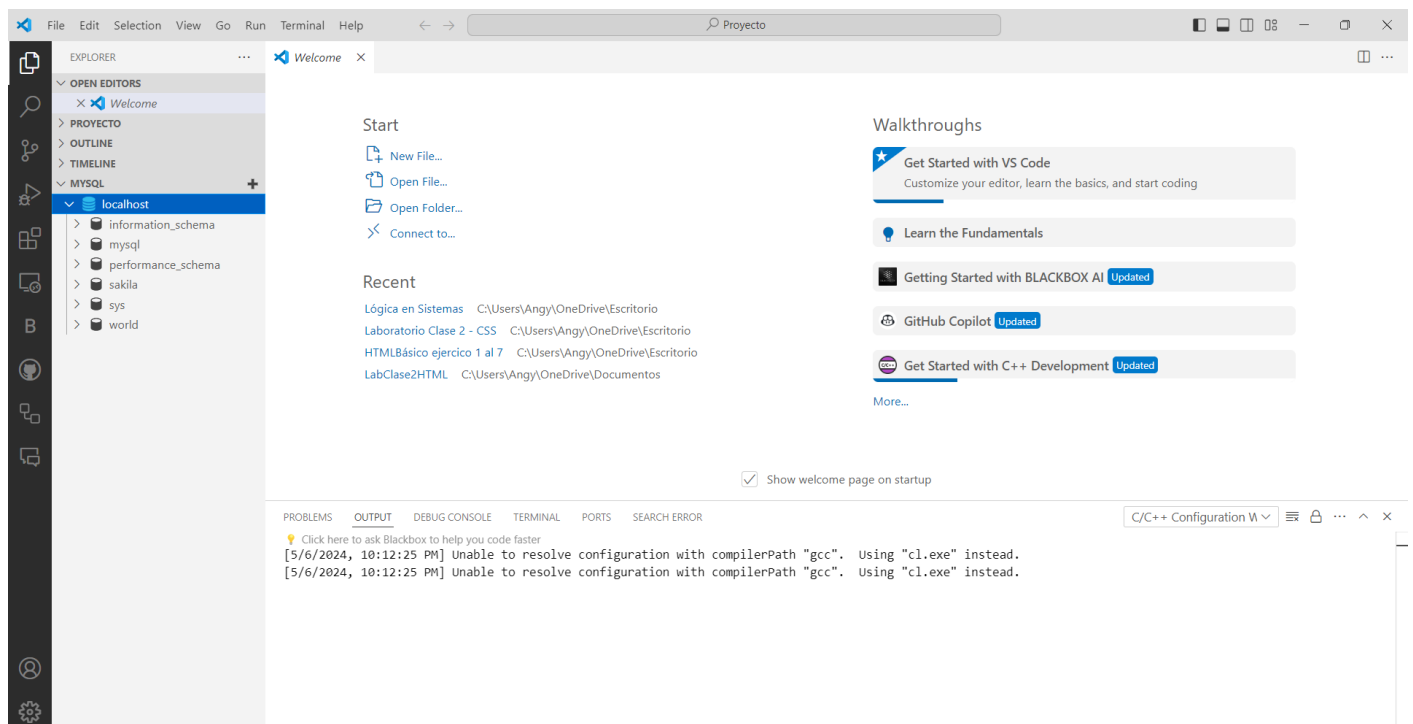 File Edit Selection View Go Run Terminal Help
Proyecto
EXPLORER
OPEN EDITORS
Welcome
PROYECTO
OUTLINE
TIMELINE
MYSQL
localhost
information_schema
mysql
performance_schema
sakila
sys
world
Welcome
Start
New File...
Open File...
Open Folder...
Connect to...
Recent
Lógica en Sistemas C:\Users\Angy\OneDrive\Escritorio
Laboratorio Clase 2 - CSS C:\Users\Angy\OneDrive\Escritorio
HTMLBásico ejercico 1 al 7 C:\Users\Angy\OneDrive\Escritorio
LabClase2HTML C:\Users\Angy\OneDrive\Documentos
Walkthroughs
Get Started with VS Code
Customize your editor, learn the basics, and start coding
Learn the Fundamentals
Getting Started with BLACKBOX AI Updated
GitHub Copilot Updated
C/C++ Get Started with C++ Development Updated
More...
Show welcome page on startup
PROBLEMS OUTPUT DEBUG CONSOLE TERMINAL PORTS SEARCH ERROR
C/C++ Configuration W
Click here to ask Blackbox to help you code faster
[5/6/2024, 10:12:25 PM] Unable to resolve configuration with compilerPath "gcc".  Using "cl.exe" instead.
[5/6/2024, 10:12:25 PM] Unable to resolve configuration with compilerPath "gcc".  Using "cl.exe" instead.
B